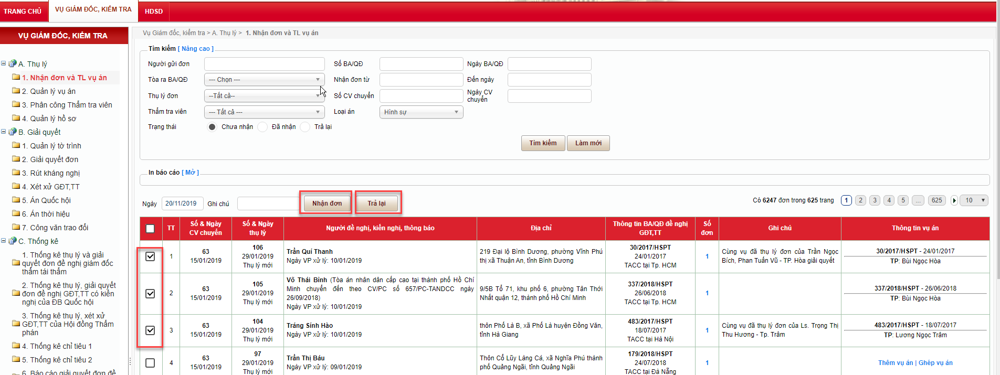 TRANG CHỦ
VỤ GIÁM ĐỐC, KIỂM TRA
HDSD
VỤ GIÁM ĐỐC, KIỂM TRA
A. Thụ lý
1. Nhận đơn và TL vụ án
2. Quản lý vụ án
3. Phân công Thẩm tra viên
4. Quản lý hồ sơ
B. Giải quyết
1. Quản lý tờ trình
2. Giải quyết đơn
3. Rút kháng nghị
4. Xét xử GĐT,TT
5. Án Quốc hội
6. Án thời hiệu
7. Công văn trao đổi
C. Thống kê
1. Thống kê thụ lý và giải
quyết đơn đề nghị giám đốc
thẩm tái thẩm
2. Thống kê thụ lý, giải quyết
đơn đề nghị GĐT,TT có kiến
nghị của ĐB Quốc hội
3. Thống kê thụ lý, xét xử
GĐT,TT của Hội đồng Thẩm
phán
4. Thống kê chỉ tiêu 1
5. Thống kê chỉ tiêu 2
6. Báo cáo giải quyết đơn đề
Vụ Giám đốc, kiểm tra > A. Thụ lý > 1. Nhận đơn và TL vụ án
Tìm kiếm [ Nâng cao ]
Người gửi đơn
Số BA/QĐ
Ngày BA/QĐ
Tòa ra BA/QĐ
--- Chọn ---
Nhận đơn từ
Đến ngày
Thụ lý đơn
--Tất cả--
Số CV chuyển
Ngày CV
chuyển
Thẩm tra viên
--- Tất cả ---
Loại án
Hình sự
Trạng thái
Chưa nhận
Đã nhận
Trả lại
Tìm kiếm
Làm mới
In báo cáo [ Mở ]
Ngày
20/11/2019
Ghi chú
Nhận đơn
Trả lại
Có 6247 đơn trong 625 trang
1
2
3
4
5
...
625
10
TT
Số & Ngày
CV chuyển
Số & Ngày
thụ lý
Người đề nghị, kiến nghị, thông báo
Địa chỉ
Thông tin BA/QĐ đề nghị
GĐT,TT
Số
đơn
Ghi chú
Thông tin vụ án
1
63
15/01/2019
106
29/01/2019
Thụ lý mới
Trần Quí Thanh
Ngày VP xử lý: 10/01/2019
219 Đại lộ Bình Dương, phường Vĩnh Phú
thị xã Thuận An, tỉnh Bình Dương
30/2017/HSPT
24/01/2017
TACC tại Tp. HCM
1
Cùng vụ đã thụ lý đơn của Trần Ngọc
Bích, Phan Tuấn Vũ - TP. Hòa giải quyết
30/2017/HSPT - 24/01/2017
TP: Bùi Ngọc Hòa
2
63
15/01/2019
105
29/01/2019
Thụ lý mới
Võ Thái Bình (Tòa án nhân dân cấp cao tại thành phố Hồ Chí
Minh chuyển đến theo CV/PC số 657/PC-TANDCC ngày
26/09/2018)
Ngày VP xử lý: 10/01/2019
9/5B Tổ 71, khu phố 6, phường Tân Thới
Nhất quận 12, thành phố Hồ Chí Minh
337/2018/HSPT
26/06/2018
TACC tại Tp. HCM
1
337/2018/HSPT - 26/06/2018
TP: Bùi Ngọc Hòa
3
63
15/01/2019
104
29/01/2019
Thụ lý mới
Tráng Sính Hào
Ngày VP xử lý: 10/01/2019
thôn Phố Là B, xã Phố Là huyện Đồng Văn,
tỉnh Hà Giang
483/2017/HSPT
18/07/2017
TACC tại Hà Nội
1
Cùng vụ đã thụ lý đơn của Ls. Trọng Thị
Thu Hương - Tp. Trâm
483/2017/HSPT - 18/07/2017
TP: Lương Ngọc Trâm
4
63
15/01/2019
97
29/01/2019
Thụ lý mới
Trần Thị Báu
Ngày VP xử lý: 09/01/2019
Thôn Cổ Lũy Làng Cá, xã Nghĩa Phú thành
phố Quảng Ngãi, tỉnh Quảng Ngãi
179/2018/HSPT
24/07/2018
TACC tại Đà Nẵng
1
Thêm vụ án | Ghép vụ án